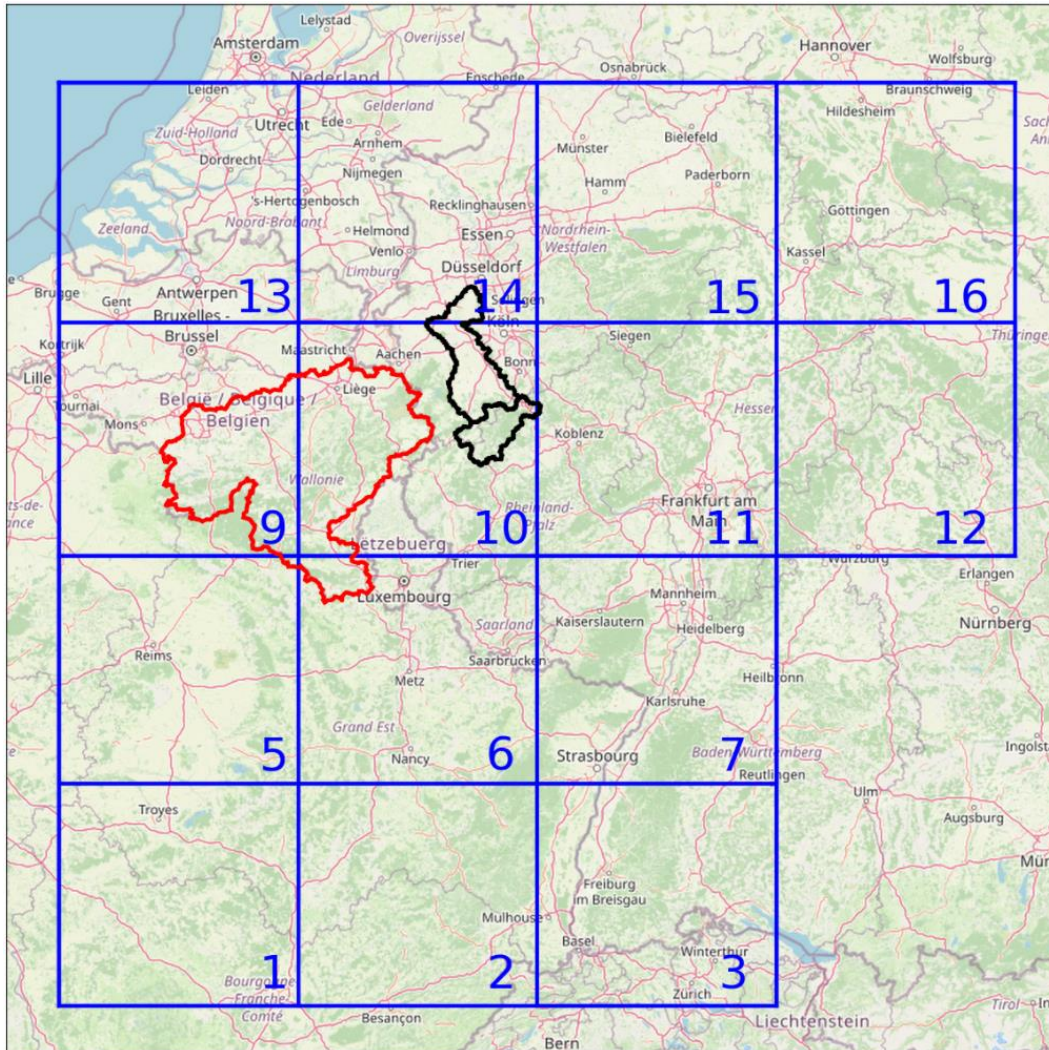 Lelystad
Amsterdam
Overijssel
Hannover
Wolfsburg
Nederland
Osnabrück
Enschede
Braunschweig
Leiden
Gelderland
Hildesheim
Utrecht
Ede
Zuid-Holland
Arnhem
Bielefeld
Dordrecht
Nijmegen
Münster
Hamm
Paderborn
's-Hertogenbosch
Recklinghausen
Göttingen
Zeeland
Noord-Brabant
Helmond
Essen
Nordrhein-
Westfalen
Venlo
Kassel
Limburg
Düsseldorf
Brugge
Gent
Antwerpen
13
14
15
16
Bruxelles -
Brussel
Köln
Kortrijk
Maastricht
Aachen
Siegen
Thüringen
Lille
Liège
Bonn
Tournai
België / Belgique /
Belgien
Mons
Koblenz
Hessen
Wallonie
Rheinland-
Pfalz
Frankfurt am
Main
9
10
11
12
Lëtzebuerg
Trier
Würzburg
Luxembourg
Erlangen
Mannheim
Nürnberg
Saarland
Kaiserslautern
Heidelberg
Reims
Saarbrücken
Metz
Heilbronn
Karlsruhe
Grand Est
Nancy
Strasbourg
Baden-Württemberg
Reutlingen
5
6
7
Ulm
Troyes
Augsburg
Freiburg
im Breisgau
Mulhouse
Basel
Winterthur
1
2
3
Bourgogne
Franche-
Comté
Zürich
Tirol
Besançon
Liechtenstein
Bern